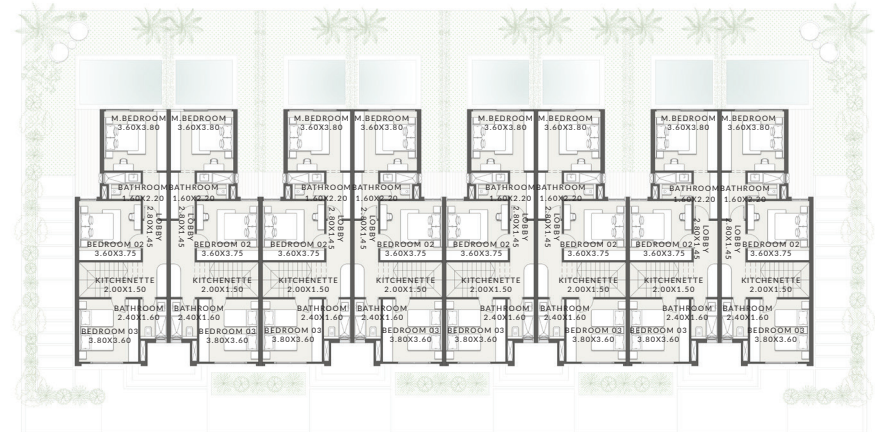 M.BEDROOM M.BEDROOM M.BEDROOM M.BEDROOM M.BEDROOM M.BEDROOM M.BEDROOM M.BEDROOM
3.60X3.80 3.60X3.80 3.60X3.80 3.60X3.80 3.60X3.80 3.60X3.80 3.60X3.80 3.60X3.80
BATHROOM BATHROOM BATHROOM BATHROOM BATHROOM BATHROOM BATHROOM BATHROOM
1.60X2.20 1.60X2.20 1.60X2.20 1.60X2.20 1.60X2.20 1.60X2.20 1.60X2.20 1.60X2.20
LOBBY LOBBY LOBBY LOBBY LOBBY LOBBY LOBBY LOBBY
2.80X1.45 2.80X1.45 2.80X1.45 2.80X1.45 2.80X1.45 2.80X1.45 2.80X1.45 2.80X1.45
BEDROOM 02 BEDROOM 02 BEDROOM 02 BEDROOM 02 BEDROOM 02 BEDROOM 02 BEDROOM 02 BEDROOM 02
3.60X3.75 3.60X3.75 3.60X3.75 3.60X3.75 3.60X3.75 3.60X3.75 3.60X3.75 3.60X3.75
KITCHENETTE KITCHENETTE KITCHENETTE KITCHENETTE KITCHENETTE KITCHENETTE KITCHENETTE KITCHENETTE
2.00X1.50 2.00X1.50 2.00X1.50 2.00X1.50 2.00X1.50 2.00X1.50 2.00X1.50 2.00X1.50
BATHROOM BATHROOM BATHROOM BATHROOM BATHROOM BATHROOM BATHROOM BATHROOM
2.40X1.60 2.40X1.60 2.40X1.60 2.40X1.60 2.40X1.60 2.40X1.60 2.40X1.60 2.40X1.60
BEDROOM 03 BEDROOM 03 BEDROOM 03 BEDROOM 03 BEDROOM 03 BEDROOM 03 BEDROOM 03 BEDROOM 03
3.80X3.60 3.80X3.60 3.80X3.60 3.80X3.60 3.80X3.60 3.80X3.60 3.80X3.60 3.80X3.60